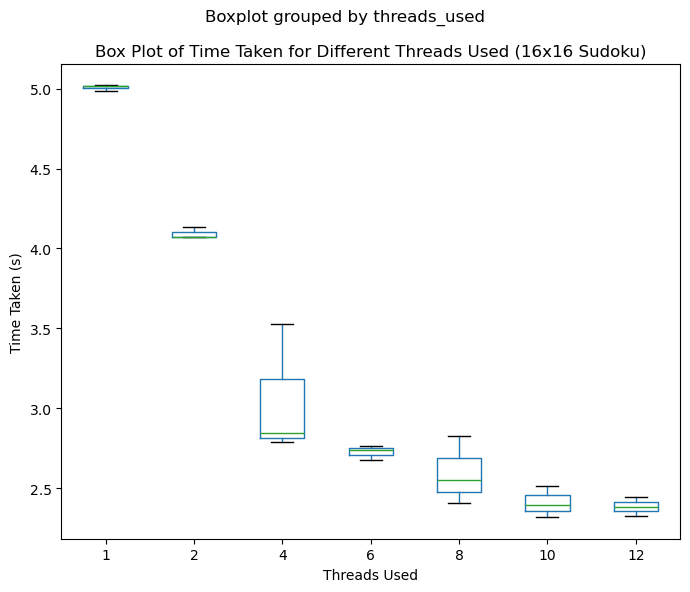 Boxplot grouped by threads_used
Box Plot of Time Taken for Different Threads Used (16x16 Sudoku)
Time Taken (s)
5.0
4.5
4.0
3.5
3.0
2.5
1 2 4 6 8 10 12
Threads Used